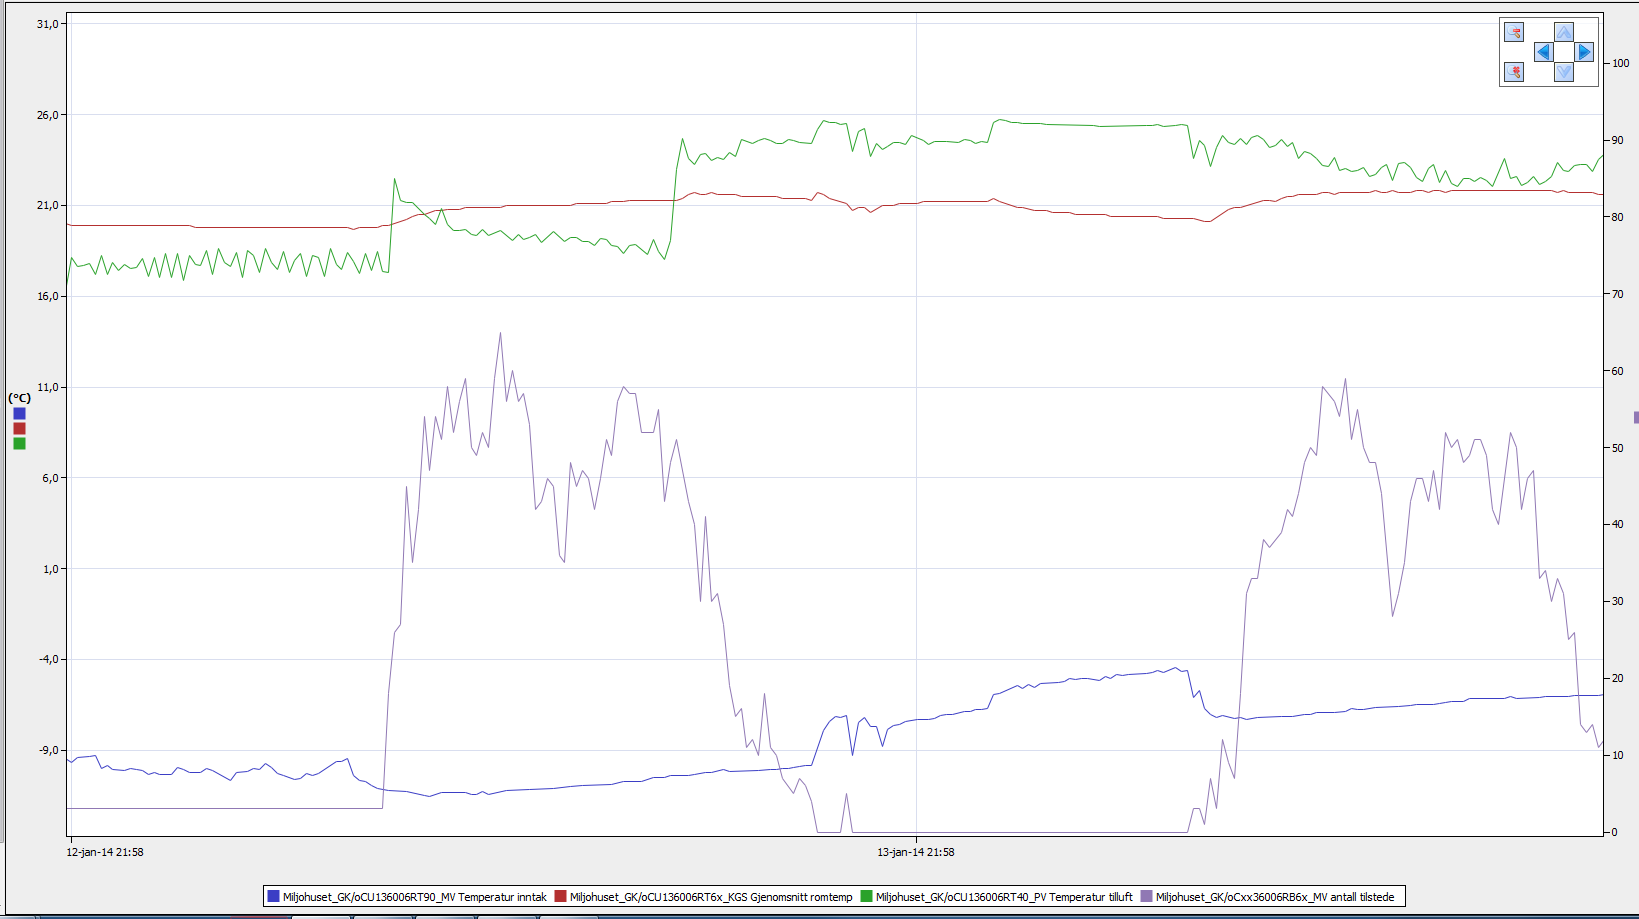 31,0
26,0
21,0
16,0
11,0
(°C)
6,0
1,0
-4,0
-9,0
100
90
80
70
60
50
40
30
20
10
0
12-jan-14 21:58
13-jan-14 21:58
Miljohuset_GK/oCU136006RT90_MV Temperatur inntak
Miljohuset_GK/oCU136006RT6x_KGS Gjenomsnitt romtemp
Miljohuset_GK/oCU136006RT40_PV Temperatur tilluft
Miljohuset_GK/oCxx36006RB6x_MV antall tilstede